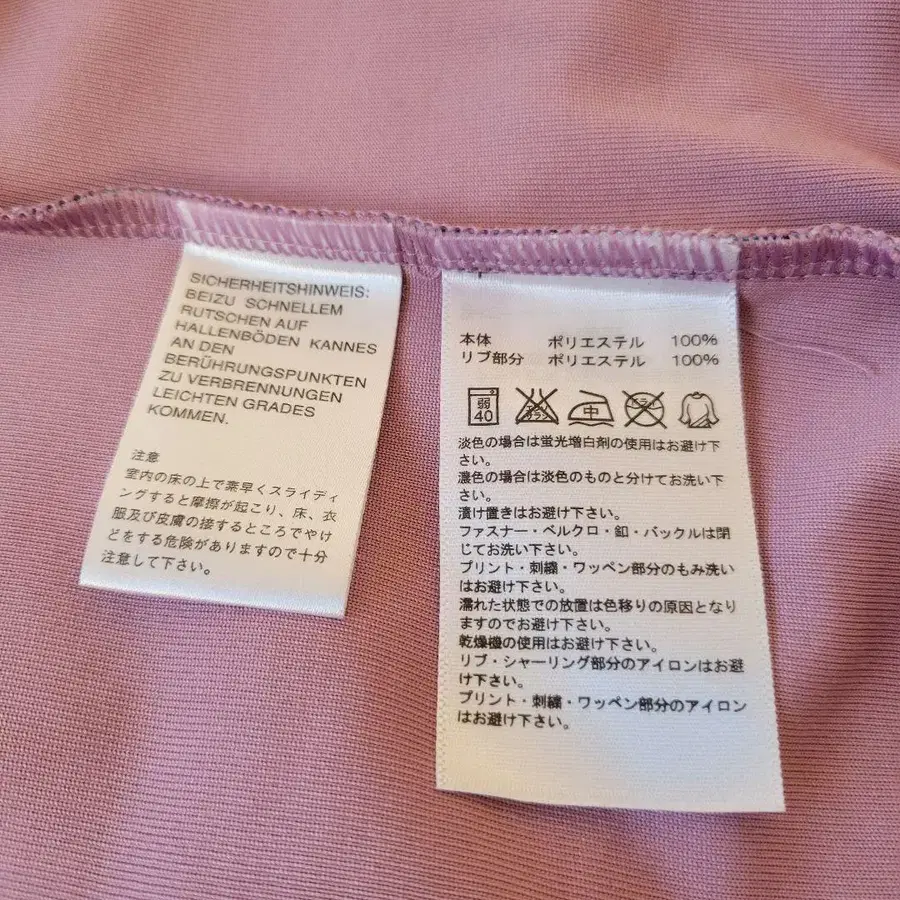 SICHERHEITSHINWEIS:
BEIZU SCHNELLEM
RUTSCHEN AUF
HALLENBÖDEN KANNES
AN DEN
BERÜHRUNGSPUNKTEN
ZU VERBRENNUNGEN
LEICHTEN GRADES
KOMMEN.
注意
室内の床の上で素早くスライディ
ングすると摩擦が起こり、床、衣
服及び皮膚の接するところでやけ
どをする危険がありますので十分
注意して下さい。
本体 ポリエステル 100%
リブ部分 ポリエステル 100%
弱 中
40
淡色の場合は蛍光増白剤の使用はお避け下
さい。
濃色の場合は淡色のものと分けてお洗い下
さい。
漬け置きはお避け下さい。
ファスナー・ベルクロ・釦・バックルは閉
じてお洗い下さい。
プリント・刺繍・ワッペン部分のもみ洗い
はお避け下さい。
濡れた状態での放置は色移りの原因となり
ますのでお避け下さい。
乾燥機の使用はお避け下さい。
リブ・シャーリング部分のアイロンはお避
け下さい。
プリント・刺繍・ワッペン部分のアイロン
はお避け下さい。